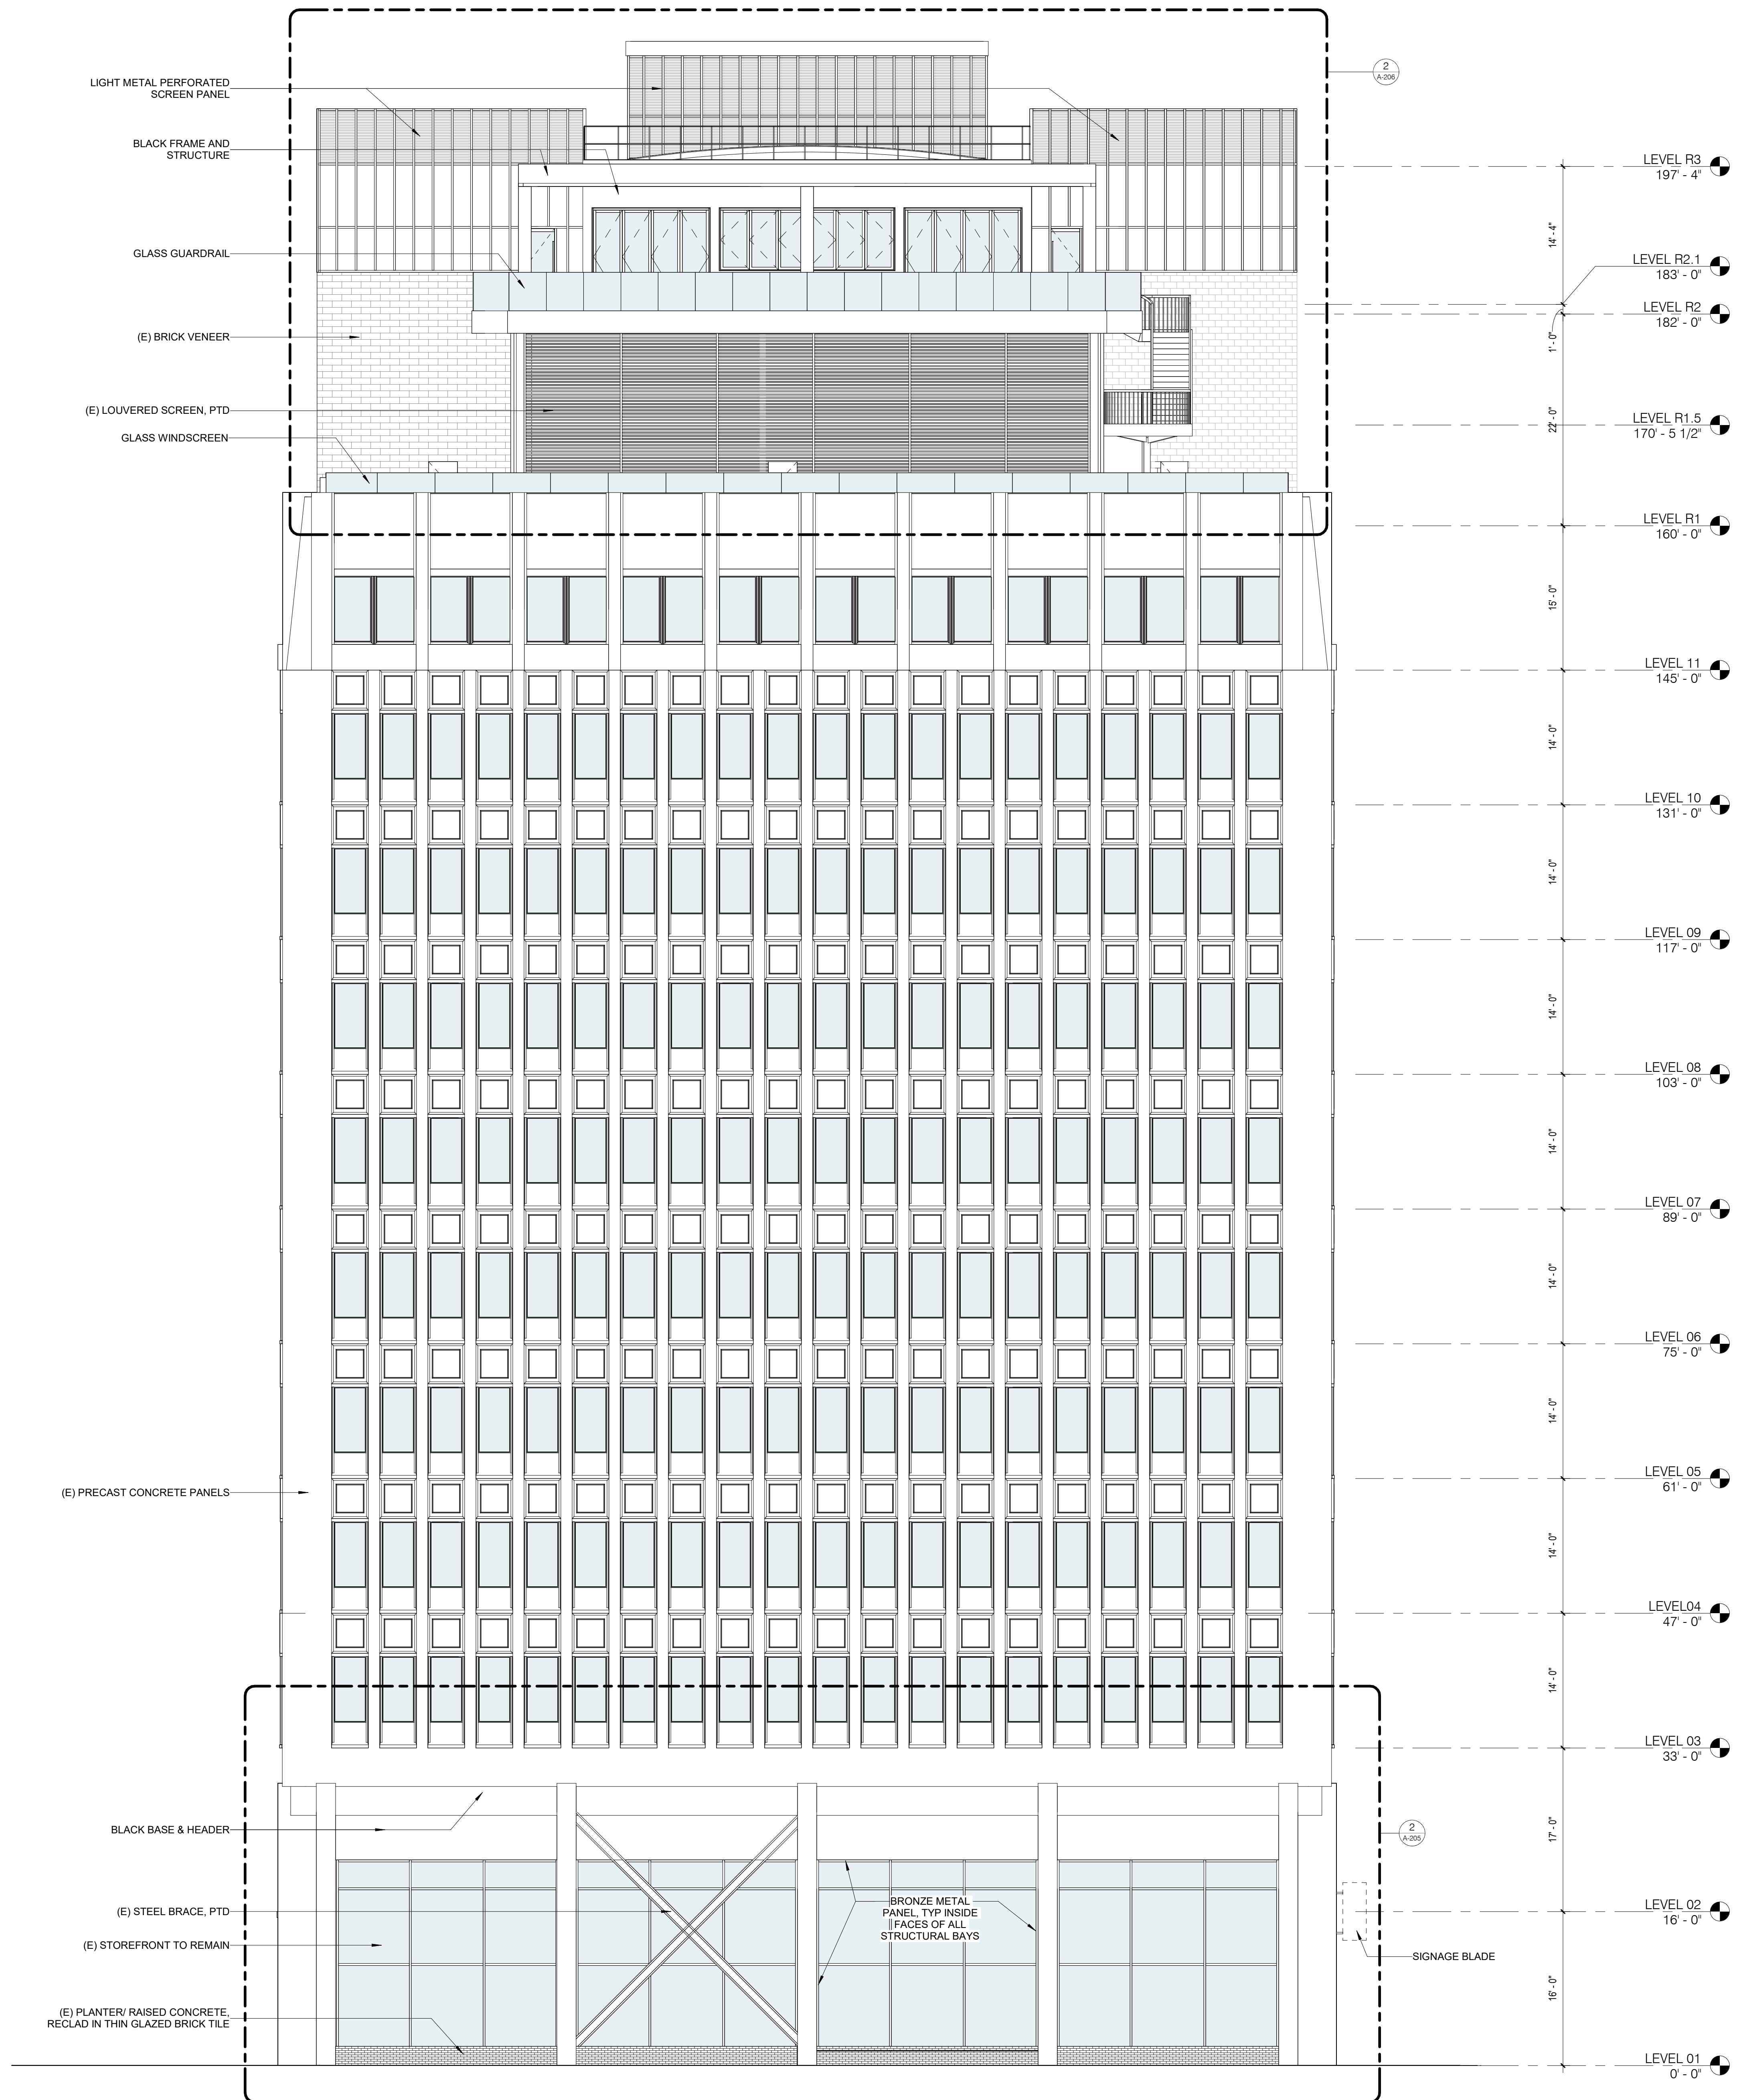 2
A-206
LIGHT METAL PERFORATED
SCREEN PANEL
BLACK FRAME AND
STRUCTURE
GLASS GUARDRAIL
(E) BRICK VENEER
(E) LOUVERED SCREEN, PTD
GLASS WINDSCREEN
(E) PRECAST CONCRETE PANELS
BLACK BASE & HEADER
(E) STEEL BRACE, PTD
(E) STOREFRONT TO REMAIN
(E) PLANTER/ RAISED CONCRETE,
RECLAD IN THIN GLAZED BRICK TILE
BRONZE METAL
PANEL, TYP INSIDE
FACES OF ALL
STRUCTURAL BAYS
2
A-205
SIGNAGE BLADE
14' - 4"
1' - 0"
22' - 0"
15' - 0"
14' - 0"
14' - 0"
14' - 0"
14' - 0"
14' - 0"
14' - 0"
14' - 0"
14' - 0"
17' - 0"
16' - 0"
LEVEL R3
197' - 4"
LEVEL R2.1
183' - 0"
LEVEL R2
182' - 0"
LEVEL R1.5
170' - 5 1/2"
LEVEL R1
160' - 0"
LEVEL 11
145' - 0"
LEVEL 10
131' - 0"
LEVEL 09
117' - 0"
LEVEL 08
103' - 0"
LEVEL 07
89' - 0"
LEVEL 06
75' - 0"
LEVEL 05
61' - 0"
LEVEL04
47' - 0"
LEVEL 03
33' - 0"
LEVEL 02
16' - 0"
LEVEL 01
0' - 0"